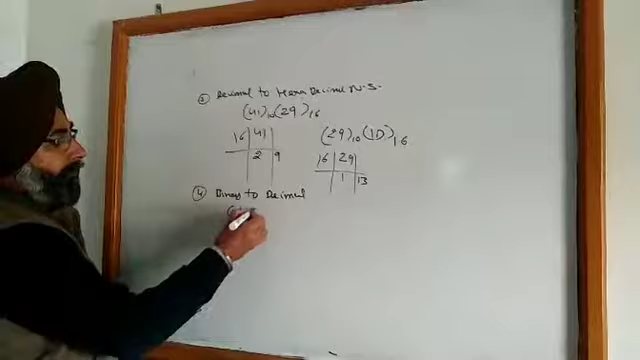 ③ Decimal to Hexa Decimal N.S.
(41)10 (29)16
16 41
2 9
(29)10 (1D)16
16 29
1 13
④ Binary to Decimal